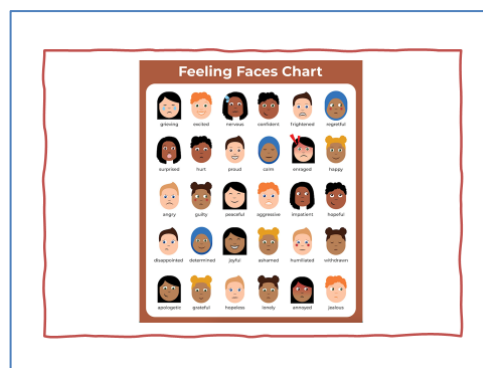 Feeling Faces Chart
grieving excited nervous confident frightened regretful
surprised hurt proud calm enraged happy
angry guilty peaceful aggressive impatient hopeful
disappointed determined joyful ashamed humiliated withdrawn
apologetic grateful hopeless lonely annoyed jealous